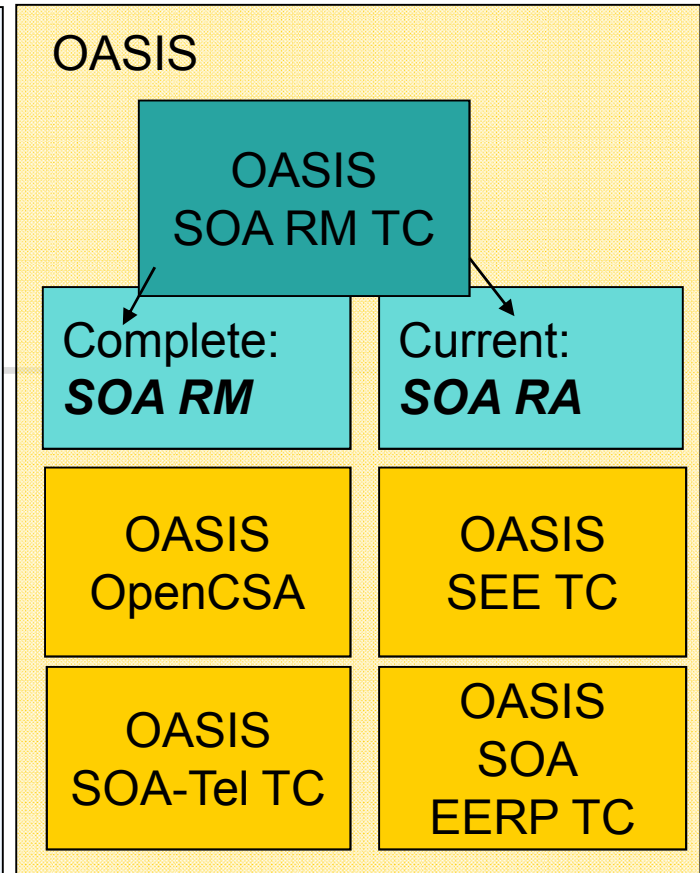 OASIS
OASIS
SOA RM TC
Complete:
SOA RM
Current:
SOA RA
OASIS
OpenCSA
OASIS
SEE TC
OASIS
SOA-Tel TC
OASIS
SOA
EERP TC